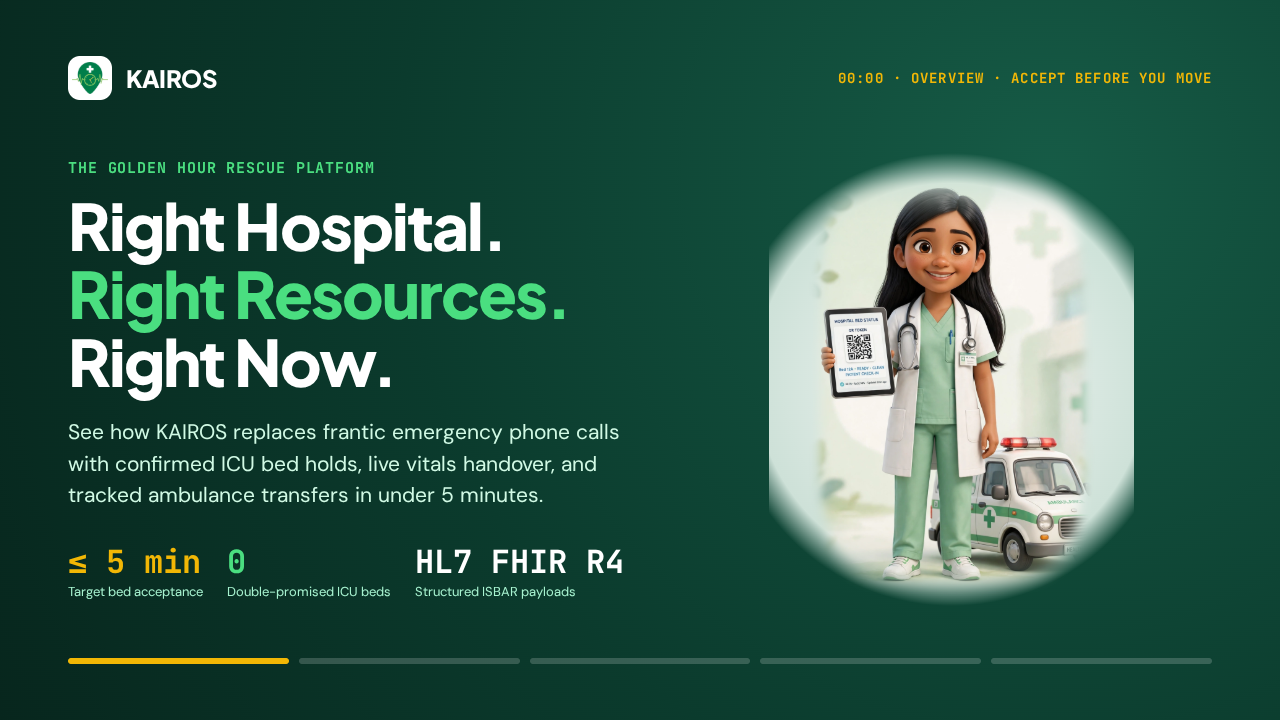 KAIROS
00:00 · OVERVIEW · ACCEPT BEFORE YOU MOVE
THE GOLDEN HOUR RESCUE PLATFORM
Right Hospital.
Right Resources.
Right Now.
See how KAIROS replaces frantic emergency phone calls
with confirmed ICU bed holds, live vitals handover, and
tracked ambulance transfers in under 5 minutes.
≤ 5 min
Target bed acceptance
0
Double-promised ICU beds
HL7 FHIR R4
Structured ISBAR payloads
HOSPITAL BED STATUS